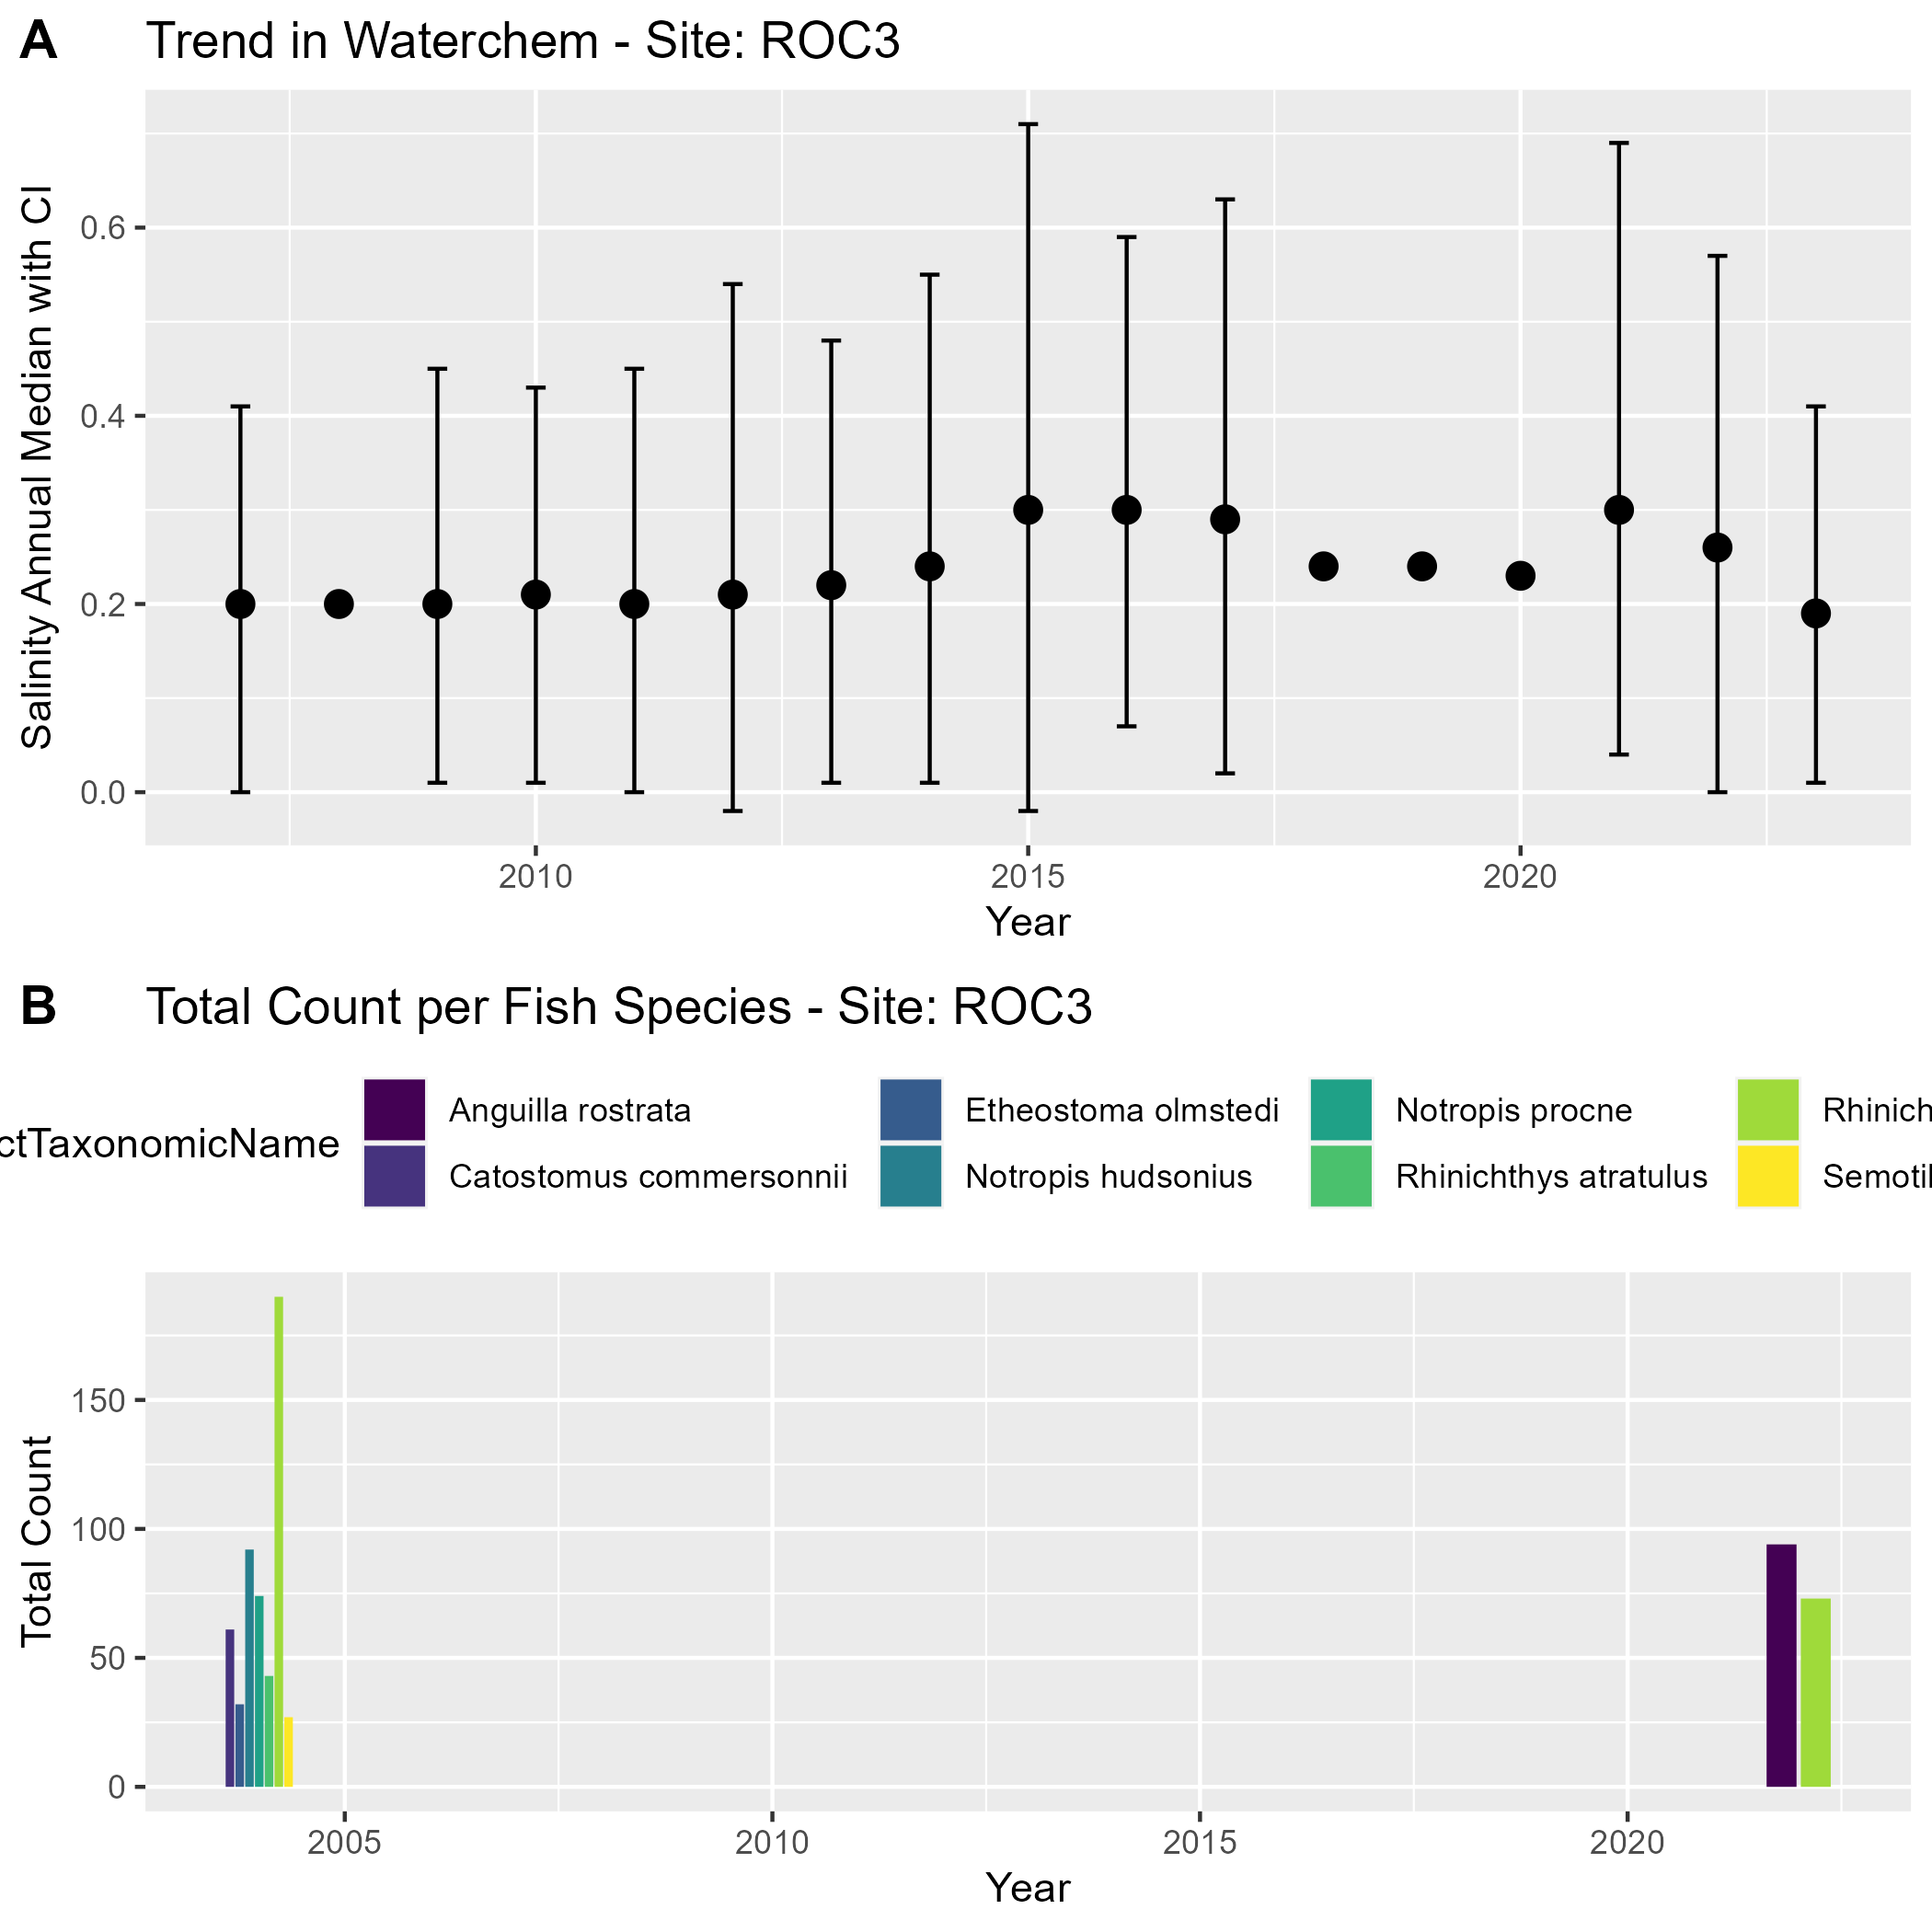 A Trend in Waterchem - Site: ROC3
Salinity Annual Median with CI
0.6
0.4
0.2
0.0
2010 2015 2020
Year
B Total Count per Fish Species - Site: ROC3
ctTaxonomicName
Anguilla rostrata Etheostoma olmstedi Notropis procne Rhinich
Catostomus commersonnii Notropis hudsonius Rhinichthys atratulus Semotil
Total Count
150
100
50
0
2005 2010 2015 2020
Year